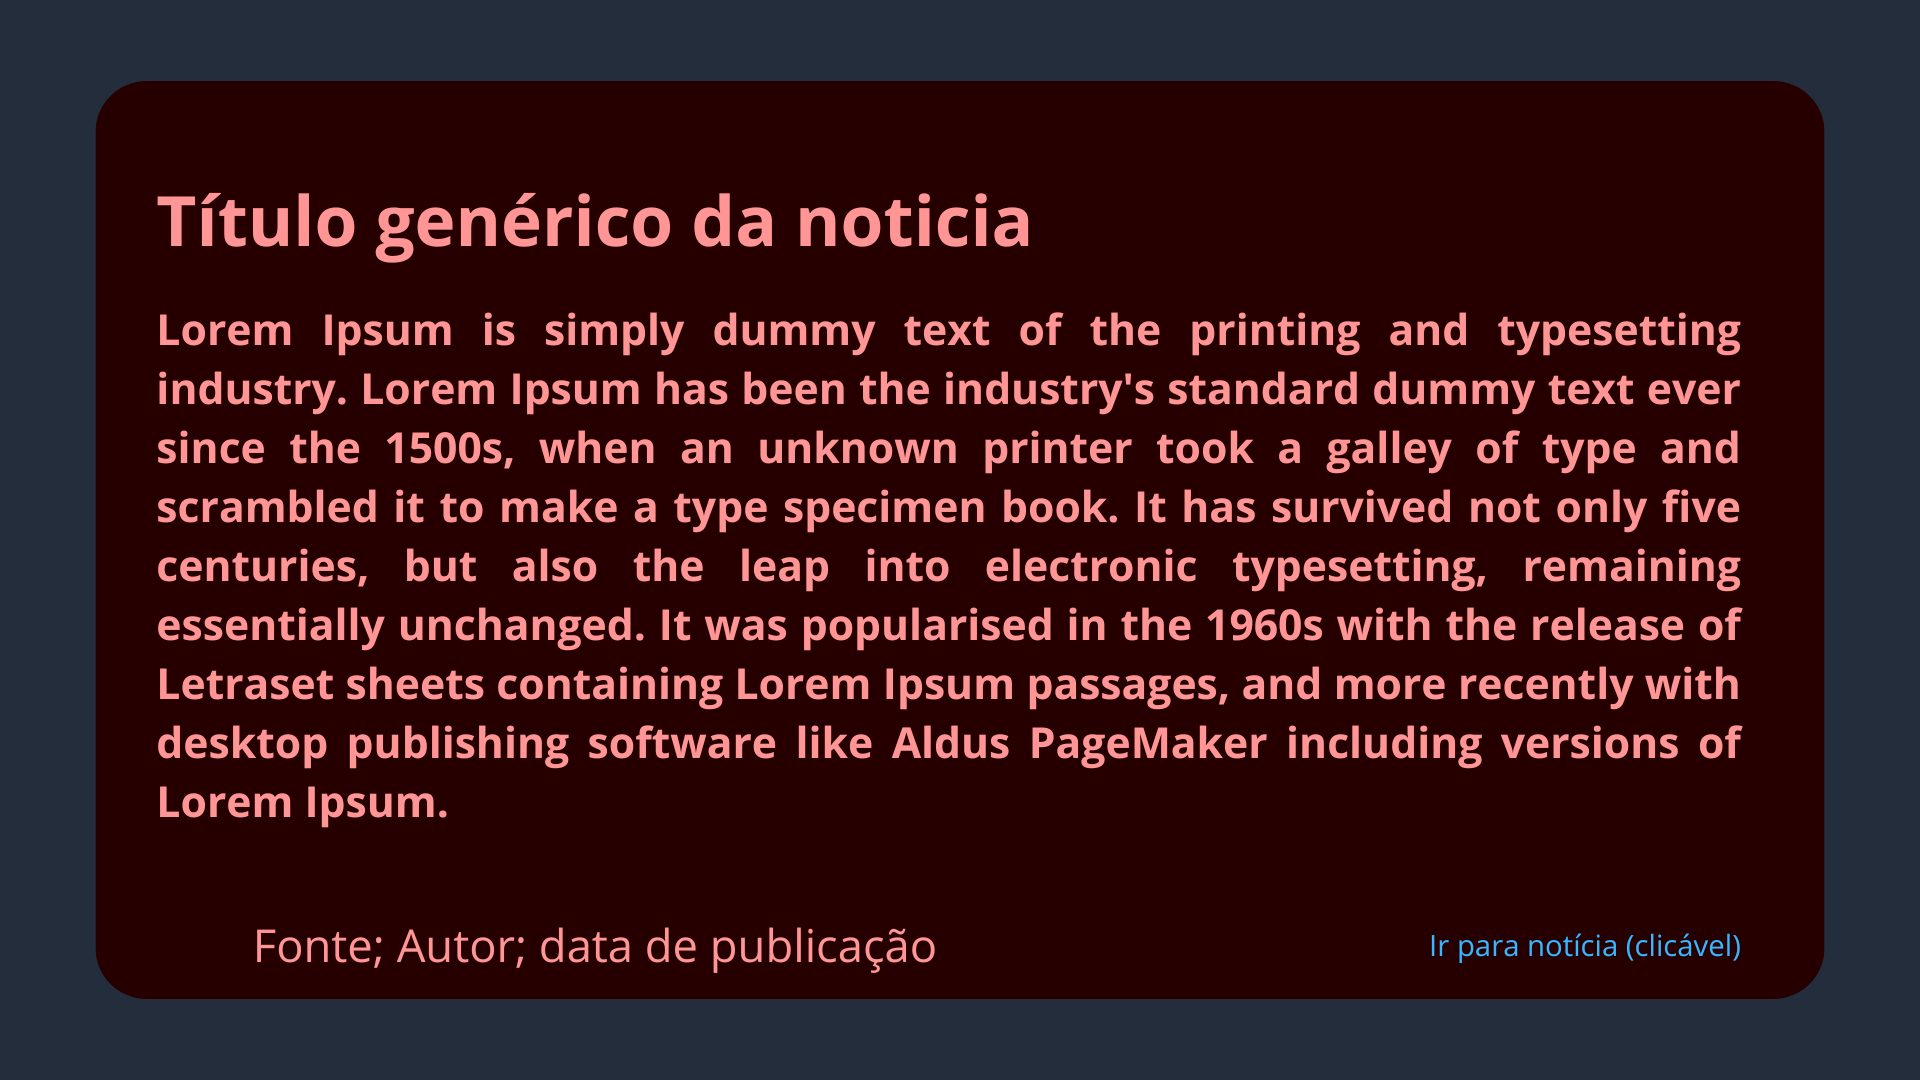 Título genérico da noticia
Lorem Ipsum is simply dummy text of the printing and typesetting
industry. Lorem Ipsum has been the industry's standard dummy text ever
since the 1500s, when an unknown printer took a galley of type and
scrambled it to make a type specimen book. It has survived not only five
centuries, but also the leap into electronic typesetting, remaining
essentially unchanged. It was popularised in the 1960s with the release of
Letraset sheets containing Lorem Ipsum passages, and more recently with
desktop publishing software like Aldus PageMaker including versions of
Lorem Ipsum.
Fonte; Autor; data de publicação
Ir para notícia (clicável)